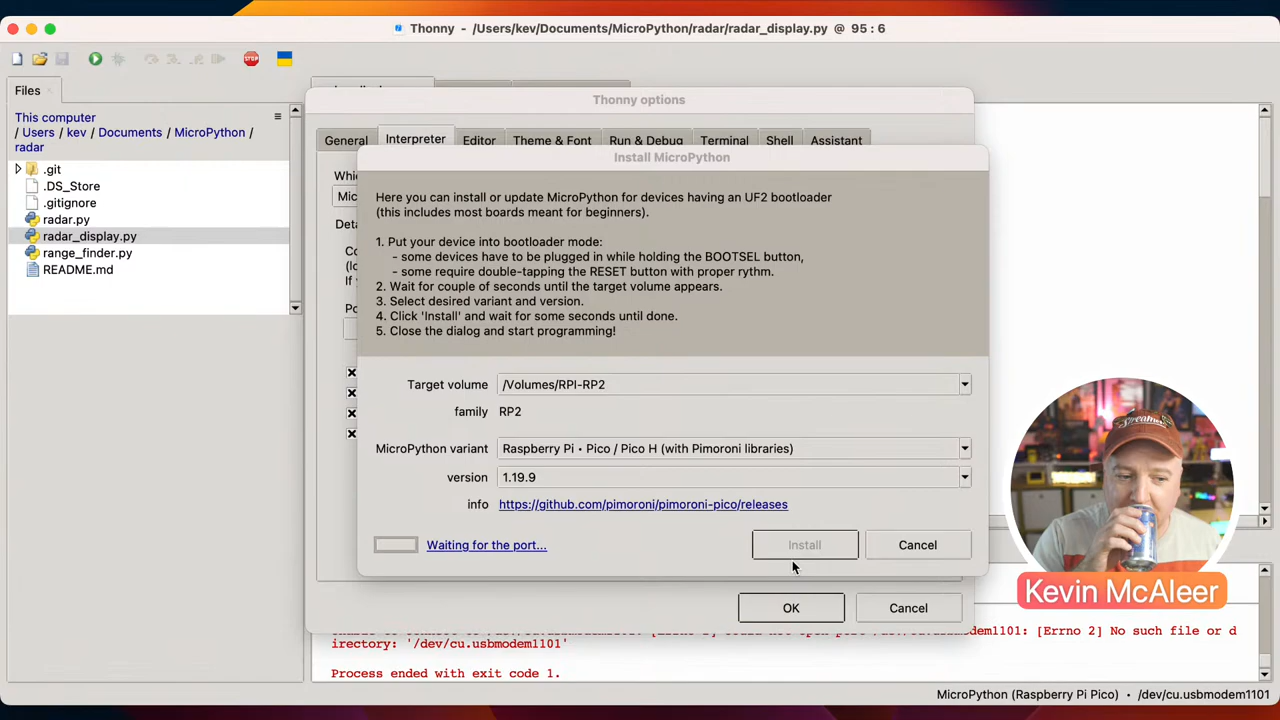 Thonny - /Users/kev/Documents/MicroPython/radar/radar_display.py @ 95 : 6
STOP
Files
This computer
/ Users / kev / Documents / MicroPython /
radar
.git
.DS_Store
.gitignore
radar.py
radar_display.py
range_finder.py
README.md
Thonny options
General
Interpreter
Editor
Theme & Font
Run & Debug
Terminal
Shell
Assistant
Install MicroPython
Here you can install or update MicroPython for devices having an UF2 bootloader
(this includes most boards meant for beginners).
1. Put your device into bootloader mode:
- some devices have to be plugged in while holding the BOOTSEL button,
- some require double-tapping the RESET button with proper rythm.
2. Wait for couple of seconds until the target volume appears.
3. Select desired variant and version.
4. Click 'Install' and wait for some seconds until done.
5. Close the dialog and start programming!
Target volume /Volumes/RPI-RP2
family RP2
MicroPython variant Raspberry Pi • Pico / Pico H (with Pimoroni libraries)
version 1.19.9
info https://github.com/pimoroni/pimoroni-pico/releases
Waiting for the port...
Install
Cancel
OK
Cancel
Kevin McAleer
[Errno 2] No such file or d
irectory: '/dev/cu.usbmodem1101'
Process ended with exit code 1.
MicroPython (Raspberry Pi Pico) • /dev/cu.usbmodem1101